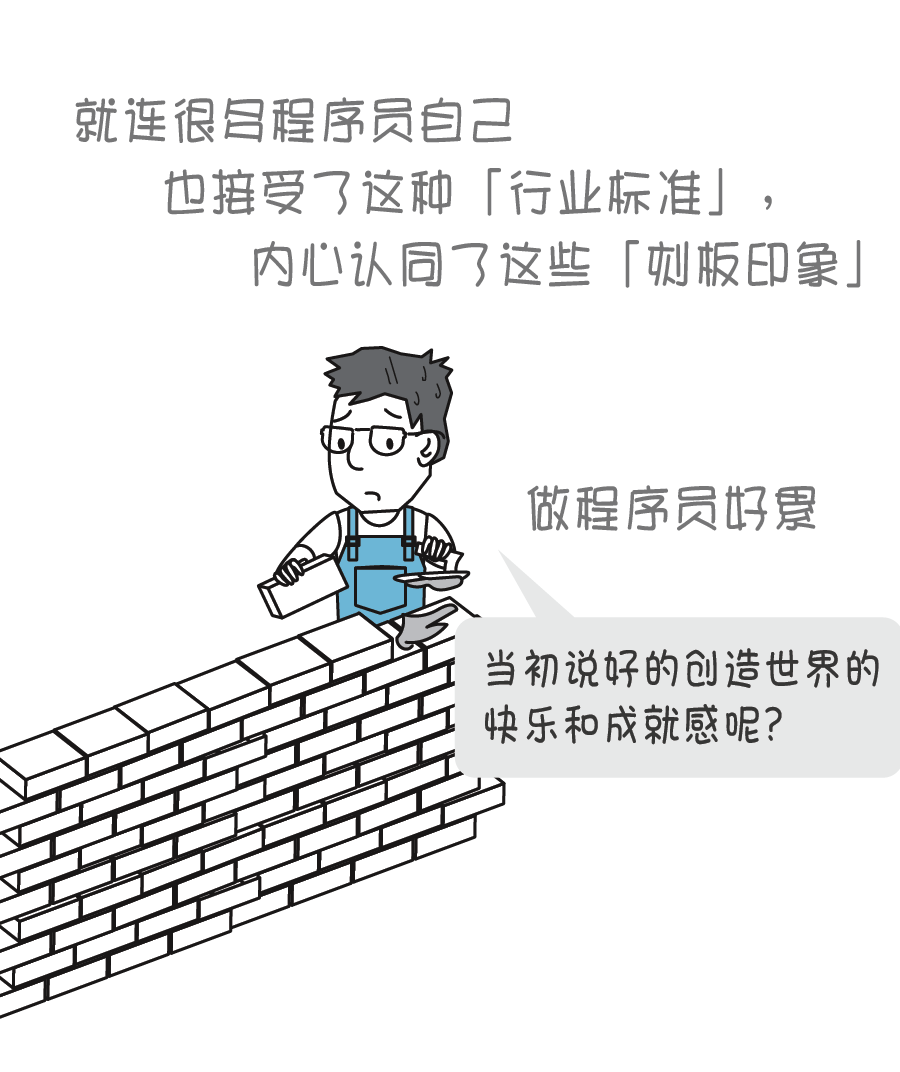 就连很多程序员自己
也接受了这种「行业标准」，
内心认同了这些「刻板印象」
做程序员好累
当初说好的创造世界的
快乐和成就感呢?